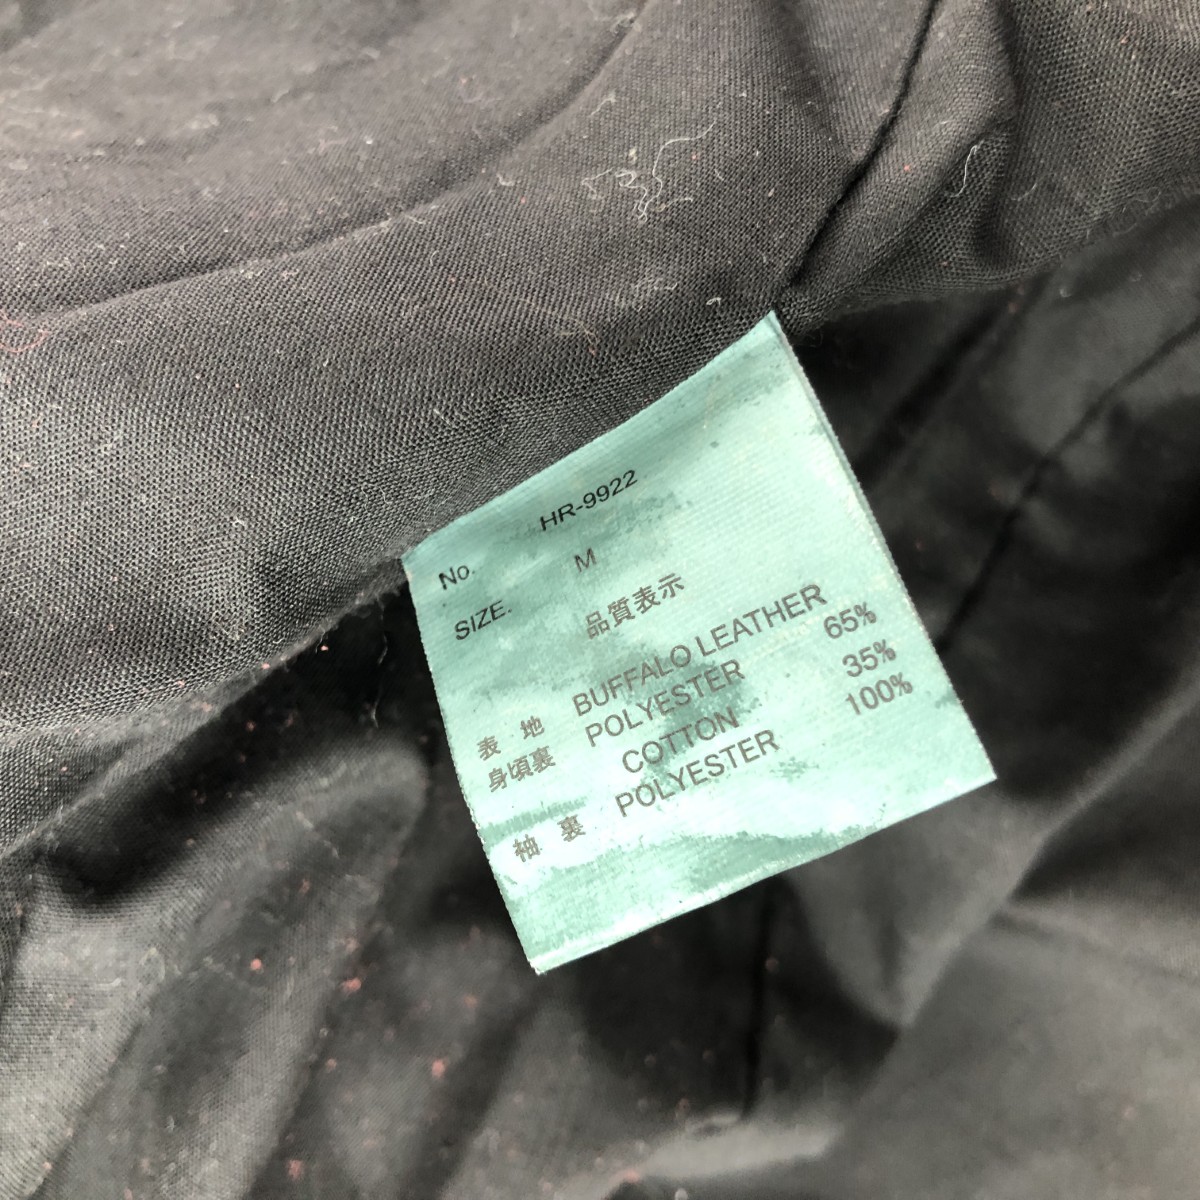 No. HR-9922
SIZE. M
品質表示
表 地 BUFFALO LEATHER
身頃裏 POLYESTER 65%
COTTON 35%
袖 裏 POLYESTER 100%